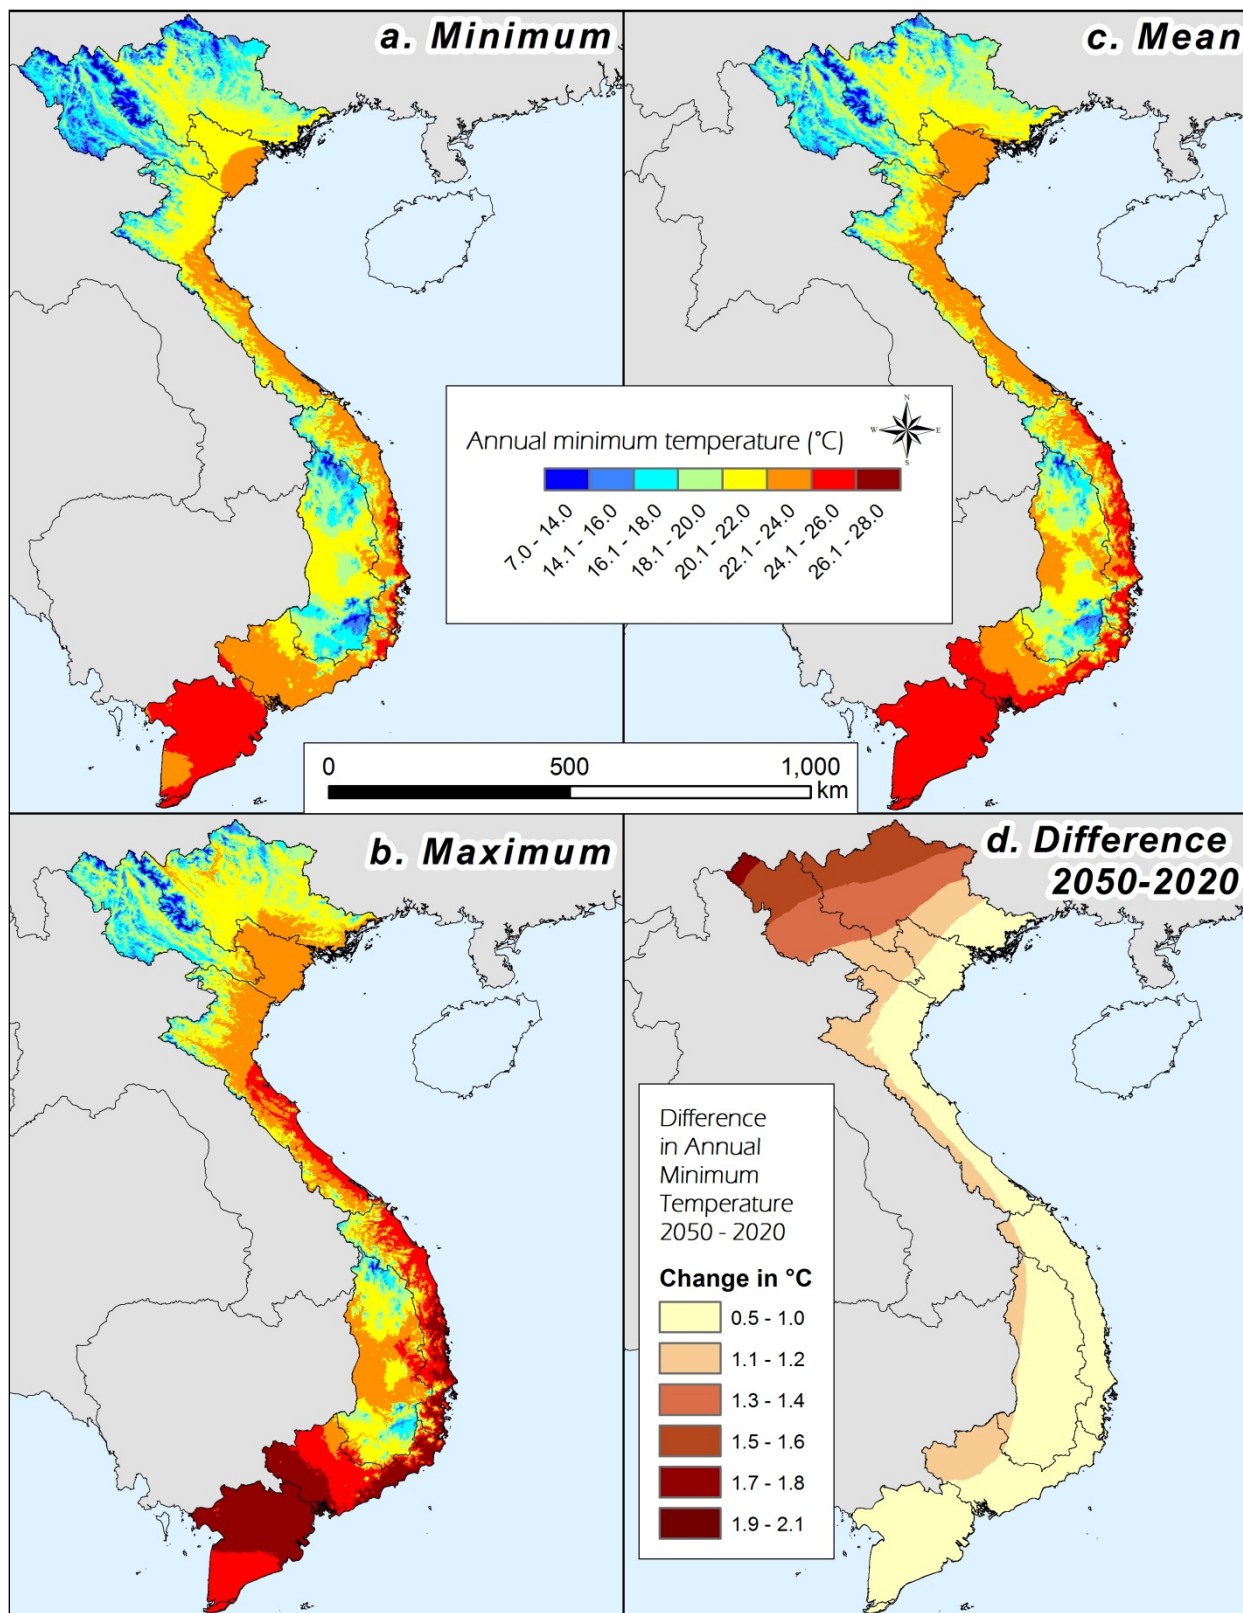 a. Minimum
c. Mean
Annual minimum temperature (°C)
N
W
E
S
7.0 - 14.0
14.1 - 16.0
16.1 - 18.0
18.1 - 20.0
20.1 - 22.0
22.1 - 24.0
24.1 - 26.0
26.1 - 28.0
0
500
1,000
km
b. Maximum
d. Difference
2050-2020
Difference
in Annual
Minimum
Temperature
2050 - 2020
Change in °C
0.5 - 1.0
1.1 - 1.2
1.3 - 1.4
1.5 - 1.6
1.7 - 1.8
1.9 - 2.1